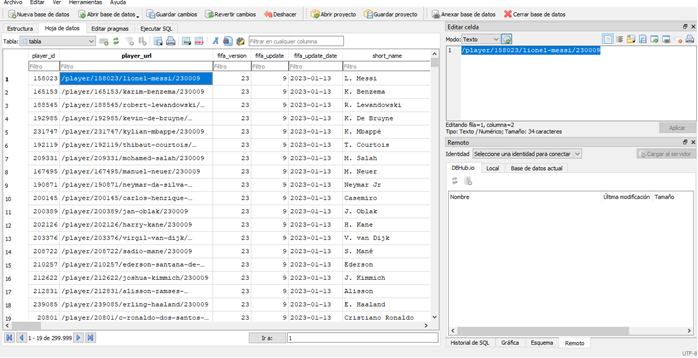 Archivo Editar Ver Herramientas Ayuda
Nueva base de datos Abrir base de datos Guardar cambios Revertir cambios Deshacer Abrir proyecto Guardar proyecto Anexar base de datos Cerrar base de datos
Estructura Hoja de datos Editar pragmas Ejecutar SQL
Tabla: tabla Filtrar en cualquier columna
player_id player_url fifa_version fifa_update fifa_update_date short_name
Filtro Filtro Filtro Filtro Filtro Filtro
1 158023 /player/158023/lionel-messi/230009 23 9 2023-01-13 L. Messi
2 165153 /player/165153/karim-benzema/230009 23 9 2023-01-13 K. Benzema
3 188545 /player/188545/robert-lewandowski/… 23 9 2023-01-13 R. Lewandowski
4 192985 /player/192985/kevin-de-bruyne/… 23 9 2023-01-13 K. De Bruyne
5 231747 /player/231747/kylian-mbappe/230009 23 9 2023-01-13 K. Mbappé
6 192119 /player/192119/thibaut-courtois/… 23 9 2023-01-13 T. Courtois
7 209331 /player/209331/mohamed-salah/230009 23 9 2023-01-13 M. Salah
8 167495 /player/167495/manuel-neuer/230009 23 9 2023-01-13 M. Neuer
9 190871 /player/190871/neymar-da-silva-… 23 9 2023-01-13 Neymar Jr
10 200145 /player/200145/carlos-henrique-… 23 9 2023-01-13 Casemiro
11 200389 /player/200389/jan-oblak/230009 23 9 2023-01-13 J. Oblak
12 202126 /player/202126/harry-kane/230009 23 9 2023-01-13 H. Kane
13 203376 /player/203376/virgil-van-dijk/… 23 9 2023-01-13 V. van Dijk
14 208722 /player/208722/sadio-mane/230009 23 9 2023-01-13 S. Mané
15 210257 /player/210257/ederson-santana-de-… 23 9 2023-01-13 Ederson
16 212622 /player/212622/joshua-kimmich/230009 23 9 2023-01-13 J. Kimmich
17 212831 /player/212831/alisson-ramses-… 23 9 2023-01-13 Alisson
18 239085 /player/239085/erling-haaland/230009 23 9 2023-01-13 E. Haaland
19 20801 /player/20801/c-ronaldo-dos-santos-… 23 9 2023-01-13 Cristiano Ronaldo
1 - 19 de 299.999 Ir a: 1
Editar celda
Modo: Texto
1 /player/158023/lionel-messi/230009
Editando fila=1, columna=2
Tipo: Texto / Numérico; Tamaño: 34 caracteres
Aplicar
Remoto
Identidad Seleccione una identidad para conectar Cargar al servidor
DBHub.io Local Base de datos actual
Nombre Última modificación Tamaño
Historial de SQL Gráfica Esquema Remoto
UTF-8